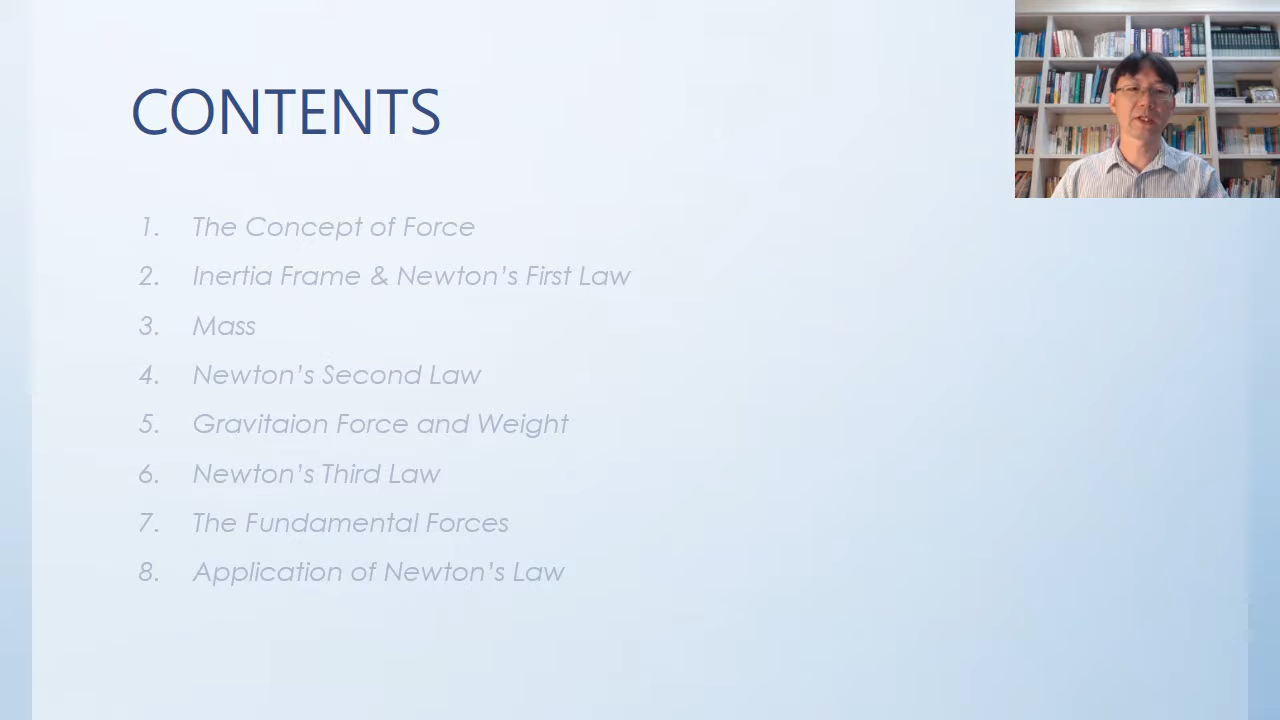 CONTENTS
1. The Concept of Force
2. Inertia Frame & Newton's First Law
3. Mass
4. Newton's Second Law
5. Gravitaion Force and Weight
6. Newton's Third Law
7. The Fundamental Forces
8. Application of Newton's Law